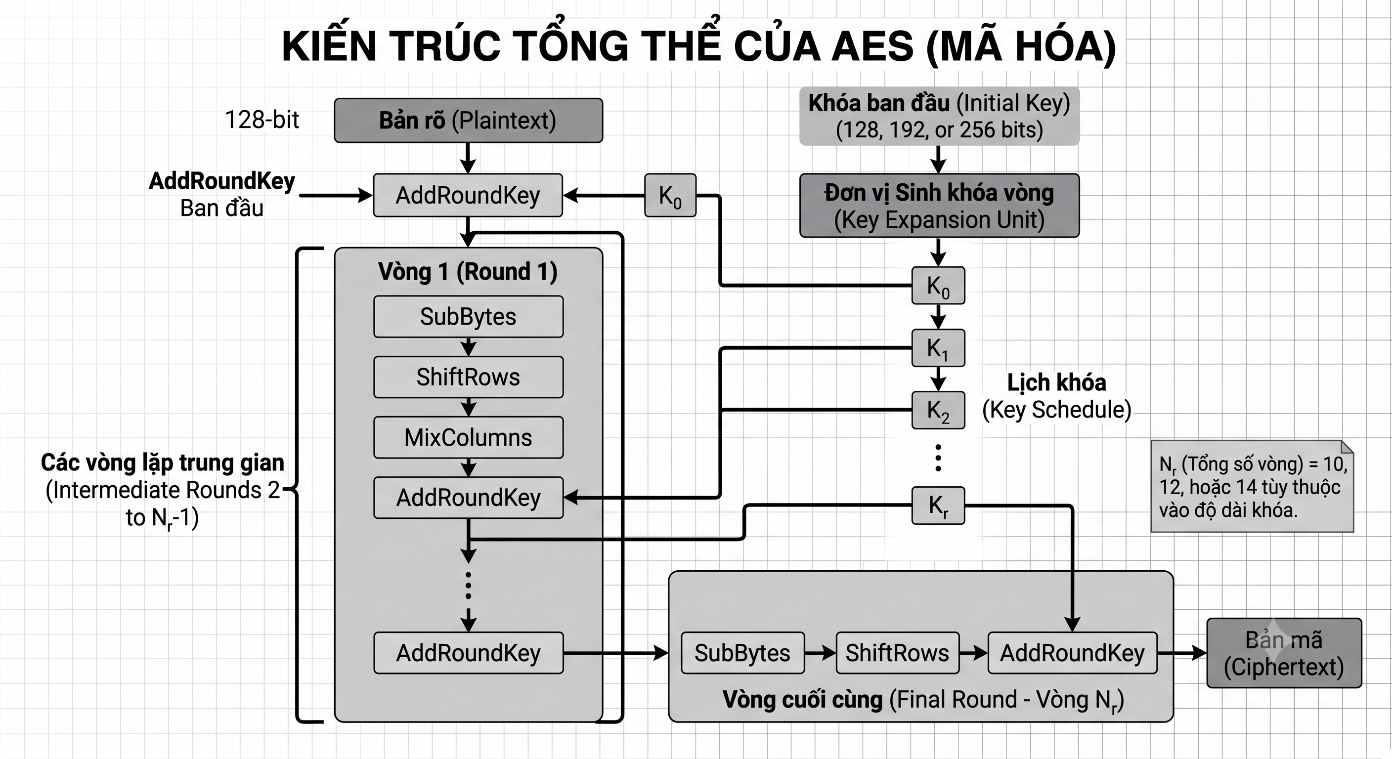 KIẾN TRÚC TỔNG THỂ CỦA AES (MÃ HÓA)
128-bit
Bản rõ (Plaintext)
Khóa ban đầu (Initial Key)
(128, 192, or 256 bits)
AddRoundKey
Ban đầu
AddRoundKey
K₀
Đơn vị Sinh khóa vòng
(Key Expansion Unit)
Vòng 1 (Round 1)
SubBytes
ShiftRows
MixColumns
AddRoundKey
AddRoundKey
Các vòng lặp trung gian
(Intermediate Rounds 2
to Nᵣ-1)
K₀
K₁
K₂
Kᵣ
Lịch khóa
(Key Schedule)
Nᵣ (Tổng số vòng) = 10,
12, hoặc 14 tùy thuộc
vào độ dài khóa.
SubBytes
ShiftRows
AddRoundKey
Vòng cuối cùng (Final Round - Vòng Nᵣ)
Bản mã
(Ciphertext)